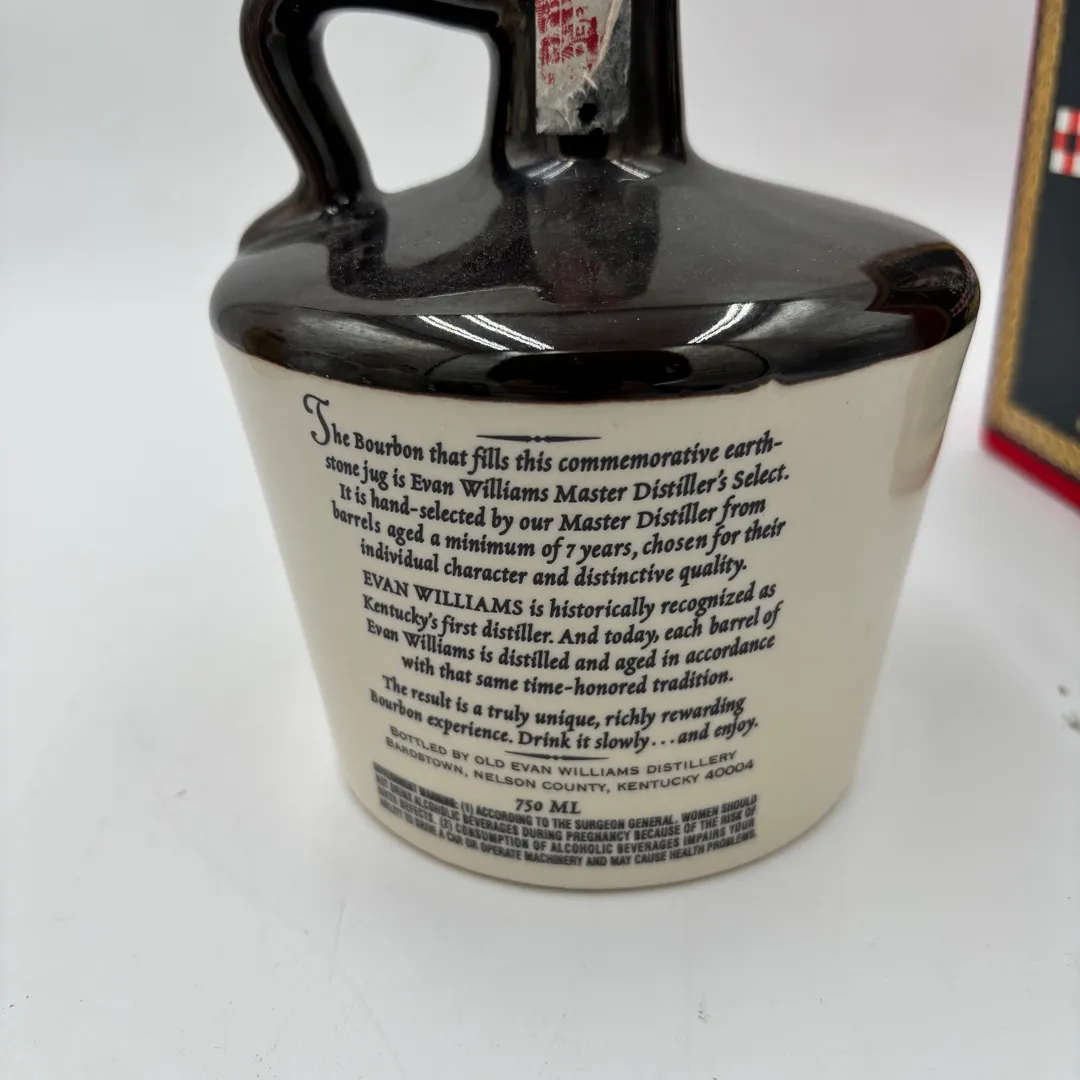 The Bourbon that fills this commemorative earth-
stone jug is Evan Williams Master Distiller's Select.
It is hand-selected by our Master Distiller from
barrels aged a minimum of 7 years, chosen for their
individual character and distinctive quality.
EVAN WILLIAMS is historically recognized as
Kentucky's first distiller. And today, each barrel of
Evan Williams is distilled and aged in accordance
with that same time-honored tradition.
The result is a truly unique, richly rewarding
Bourbon experience. Drink it slowly...and enjoy.
BOTTLED BY OLD EVAN WILLIAMS DISTILLERY
BARDSTOWN, NELSON COUNTY, KENTUCKY 40004
750 ML
GOVERNMENT WARNING: (1) ACCORDING TO THE SURGEON GENERAL, WOMEN SHOULD
NOT DRINK ALCOHOLIC BEVERAGES DURING PREGNANCY BECAUSE OF THE RISK OF
BIRTH DEFECTS. (2) CONSUMPTION OF ALCOHOLIC BEVERAGES IMPAIRS YOUR
ABILITY TO DRIVE A CAR OR OPERATE MACHINERY AND MAY CAUSE HEALTH PROBLEMS.